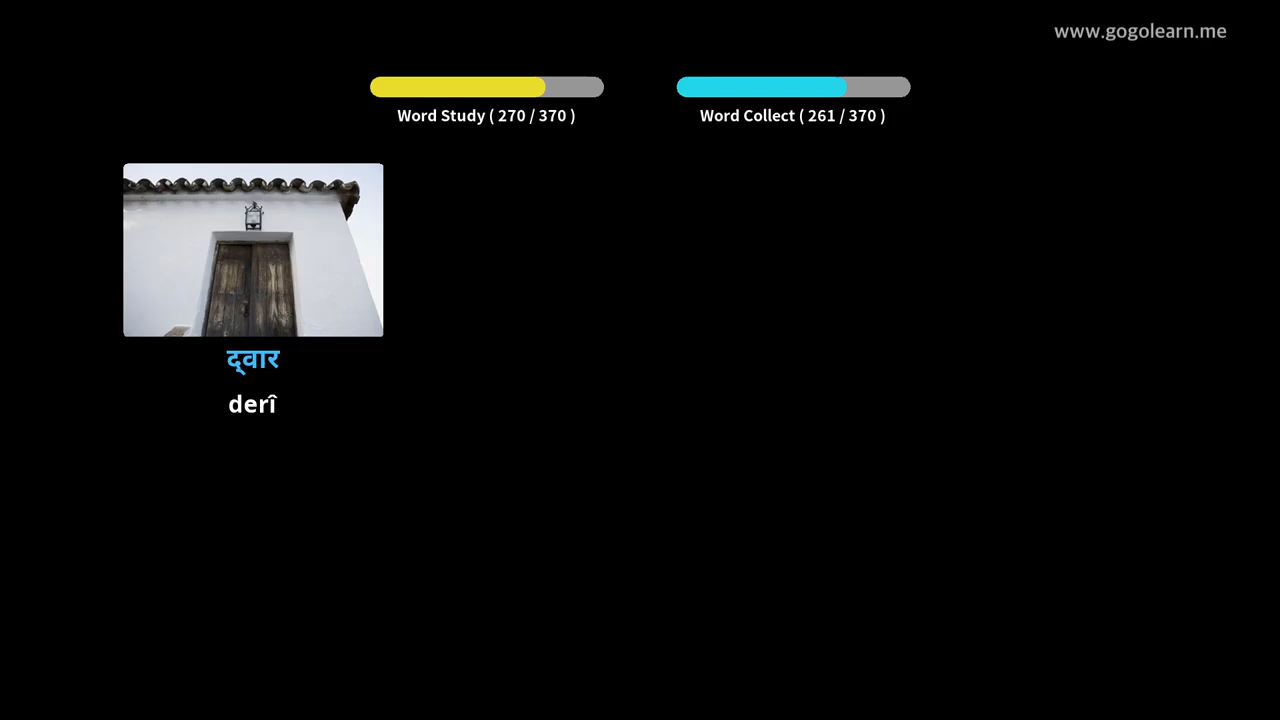 www.gogolearn.me
Word Study ( 270 / 370 )
Word Collect ( 261 / 370 )
द्वार
derî